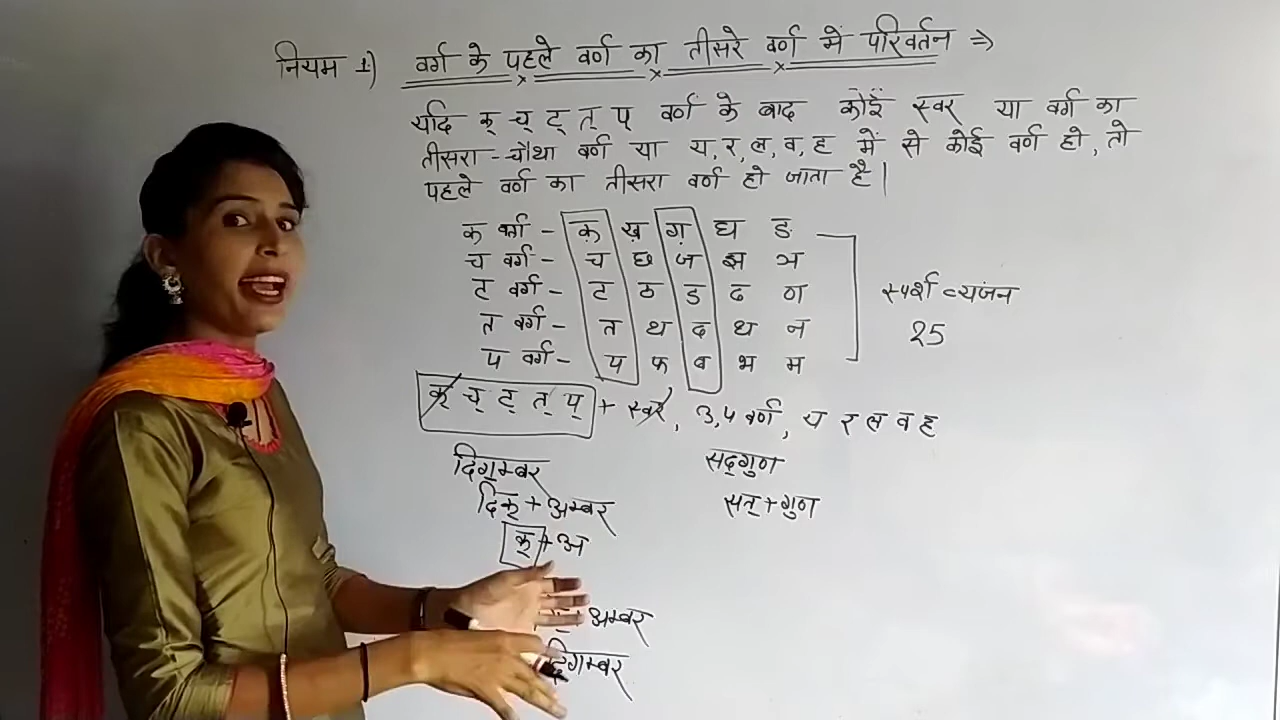 नियम 1) वर्ग के पहले वर्ण का तीसरे वर्ण में परिवर्तन ⇒
यदि क् च् ट् त् प् वर्ण के बाद कोई स्वर या वर्ग का
तीसरा - चौथा वर्ण या य, र, ल, व, ह में से कोई वर्ण हो, तो
पहले वर्ण का तीसरा वर्ण हो जाता है।
क वर्ग - क़ ख़ ग़ घ ङ
च वर्ग - च छ ज झ ञ
ट वर्ग - ट ठ ड ढ ण
त वर्ग - त थ द ध न
प वर्ग - प फ ब भ म
स्पर्श व्यंजन
25
क् च् ट् त् प् + स्वर, 3,4 वर्ण, य र ल व ह
दिग्म्बर
सद्गुण
दिक् + अम्बर
सत् + गुण
क् + अ
+ अम्बर
दिगम्बर